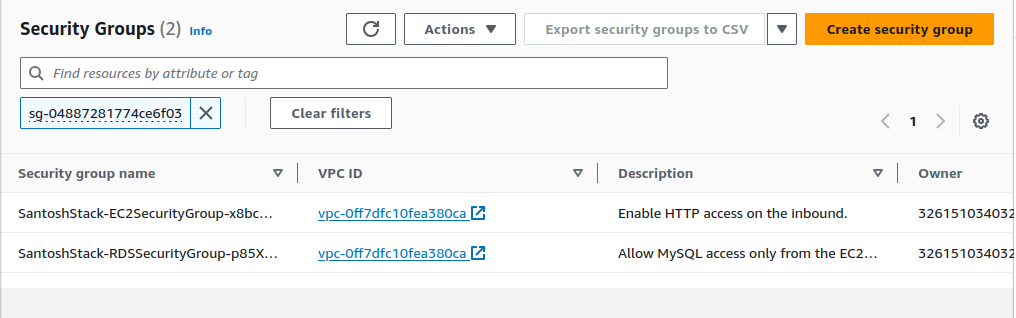 Security Groups (2) Info
Actions
Export security groups to CSV
Create security group
Find resources by attribute or tag
sg-04887281774ce6f03
Clear filters
1
Security group name VPC ID Description Owner
SantoshStack-EC2SecurityGroup-x8bc... vpc-0ff7dfc10fea380ca Enable HTTP access on the inbound. 326151034032
SantoshStack-RDSSecurityGroup-p85X... vpc-0ff7dfc10fea380ca Allow MySQL access only from the EC2... 326151034032